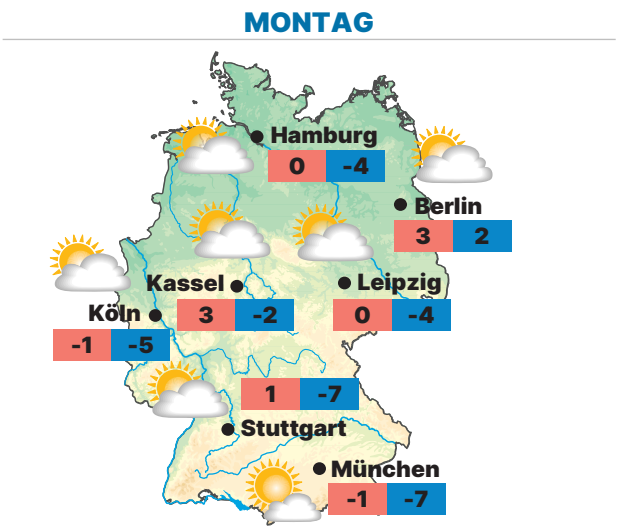 MONTAG
Hamburg
0 -4
Berlin
3 2
Kassel
3 -2
Leipzig
0 -4
Köln
-1 -5
1 -7
Stuttgart
München
-1 -7